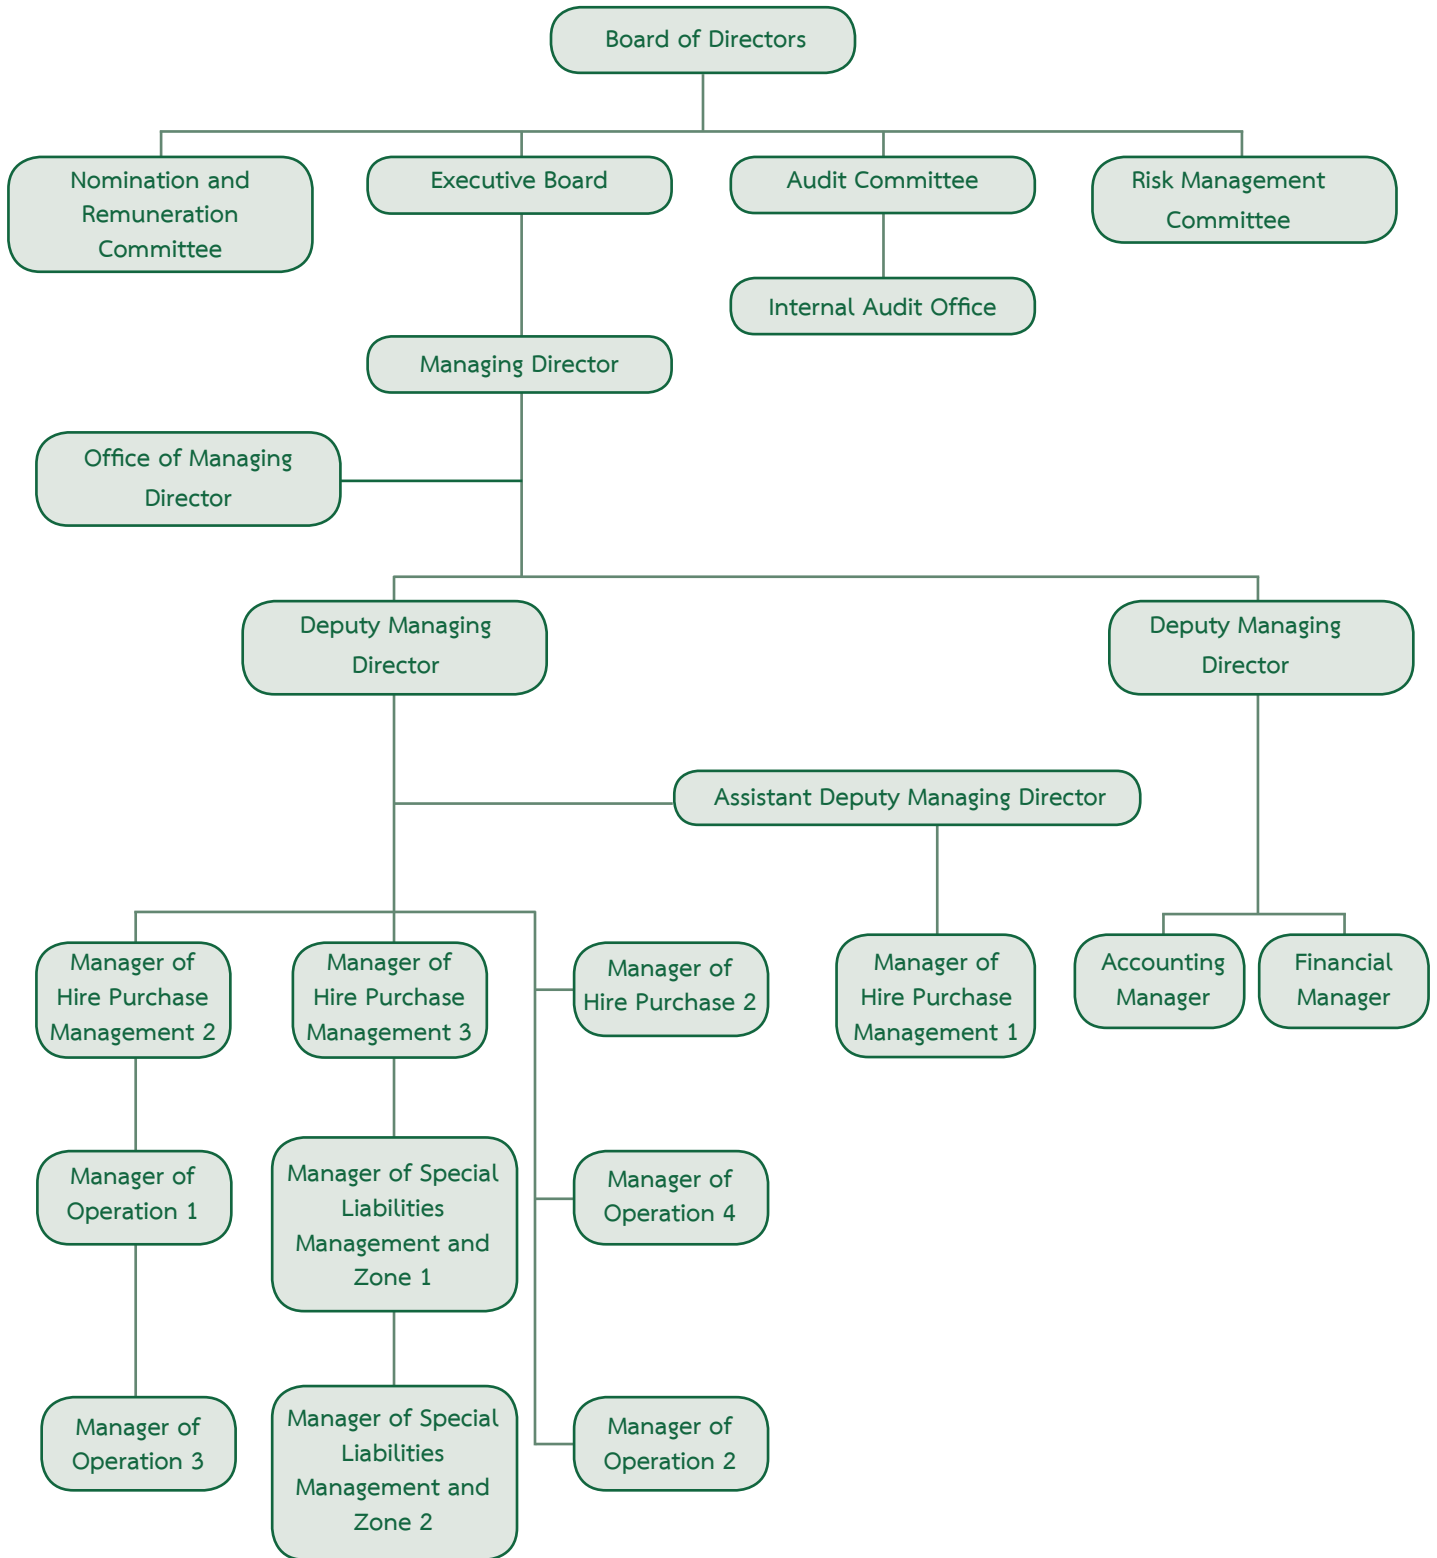 Board of Directors
Nomination and
Remuneration
Committee
Executive Board
Audit Committee
Risk Management
Committee
Internal Audit Office
Managing Director
Office of Managing
Director
Deputy Managing
Director
Deputy Managing
Director
Assistant Deputy Managing Director
Manager of
Hire Purchase
Management 2
Manager of
Hire Purchase
Management 3
Manager of
Hire Purchase 2
Manager of
Hire Purchase
Management 1
Accounting
Manager
Financial
Manager
Manager of
Operation 1
Manager of Special
Liabilities
Management and
Zone 1
Manager of
Operation 4
Manager of
Operation 3
Manager of Special
Liabilities
Management and
Zone 2
Manager of
Operation 2